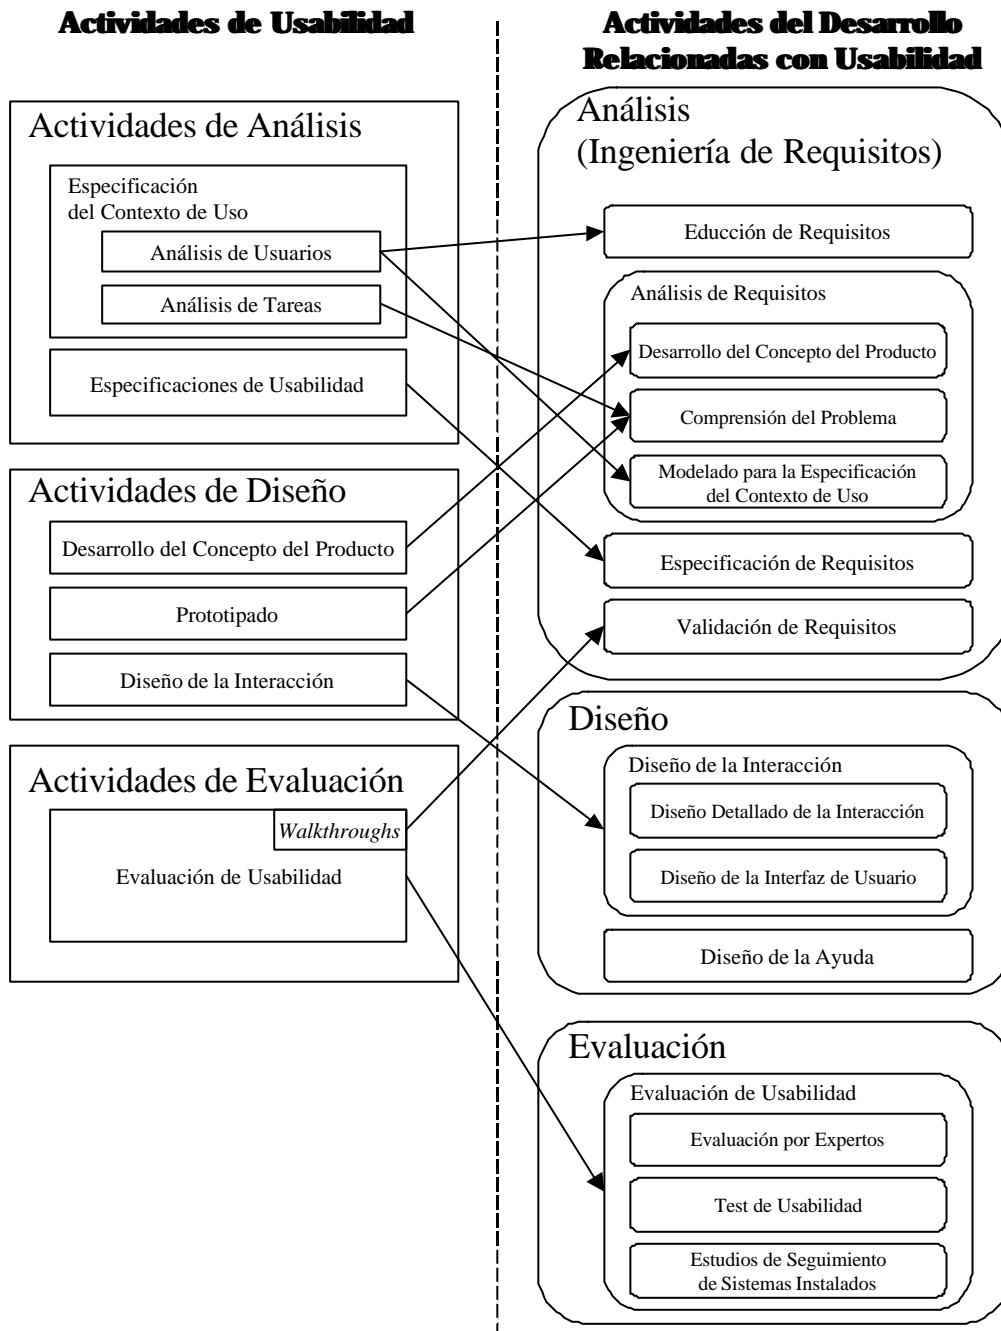 Actividades de Usabilidad
Actividades de Análisis
Especificación
del Contexto de Uso
Análisis de Usuarios
Análisis de Tareas
Especificaciones de Usabilidad
Actividades de Diseño
Desarrollo del Concepto del Producto
Prototipado
Diseño de la Interacción
Actividades de Evaluación
Walkthroughs
Evaluación de Usabilidad
Actividades del Desarrollo
Relacionadas con Usabilidad
Análisis
(Ingeniería de Requisitos)
Educción de Requisitos
Análisis de Requisitos
Desarrollo del Concepto del Producto
Comprensión del Problema
Modelado para la Especificación
del Contexto de Uso
Especificación de Requisitos
Validación de Requisitos
Diseño
Diseño de la Interacción
Diseño Detallado de la Interacción
Diseño de la Interfaz de Usuario
Diseño de la Ayuda
Evaluación
Evaluación de Usabilidad
Evaluación por Expertos
Test de Usabilidad
Estudios de Seguimiento
de Sistemas Instalados